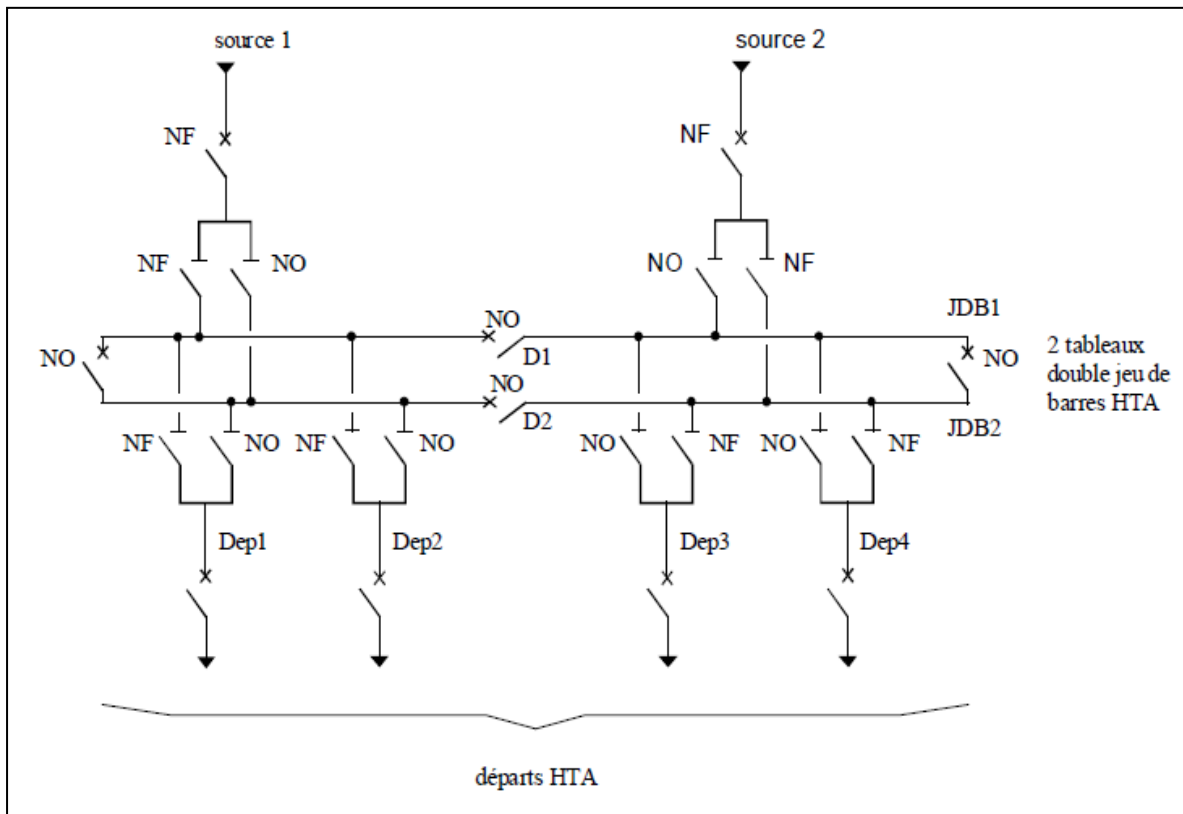 source 1
source 2
NF
NF
NF
NO
NO
NF
JDB1
NO
NO
D1
NO
2 tableaux
double jeu de
barres HTA
NO
D2
JDB2
NF
NO
NF
NO
NO
NF
NO
NF
Dep1
Dep2
Dep3
Dep4
départs HTA